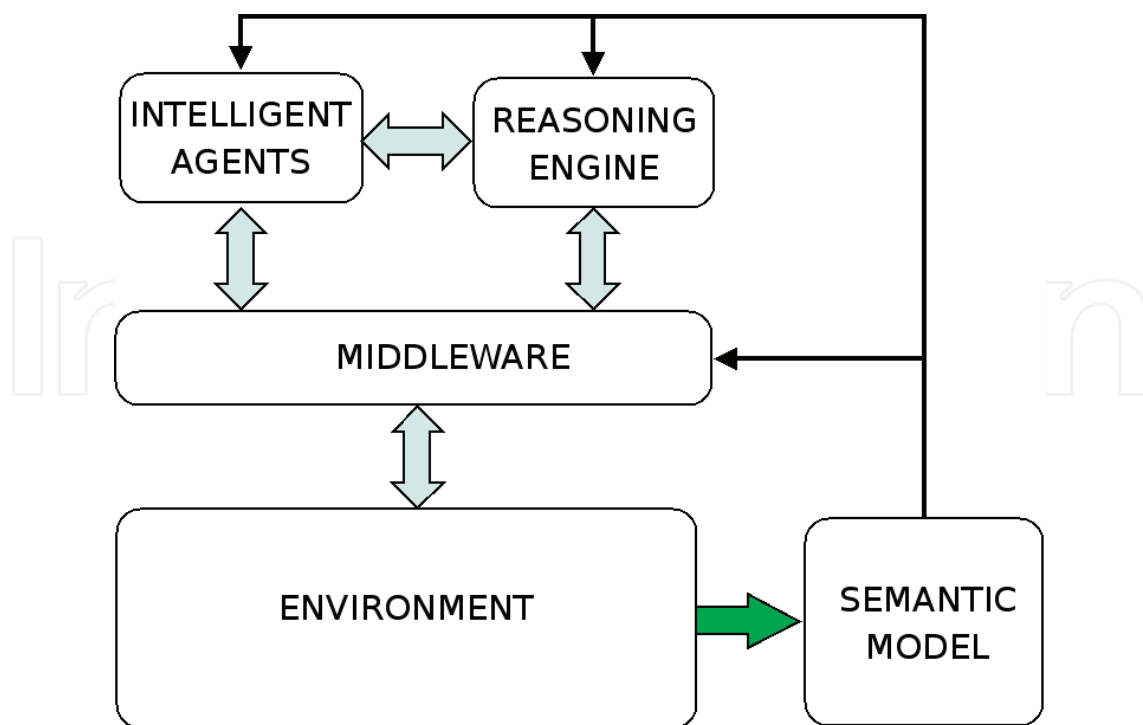 INTELLIGENT
AGENTS
REASONING
ENGINE
MIDDLEWARE
ENVIRONMENT
SEMANTIC
MODEL